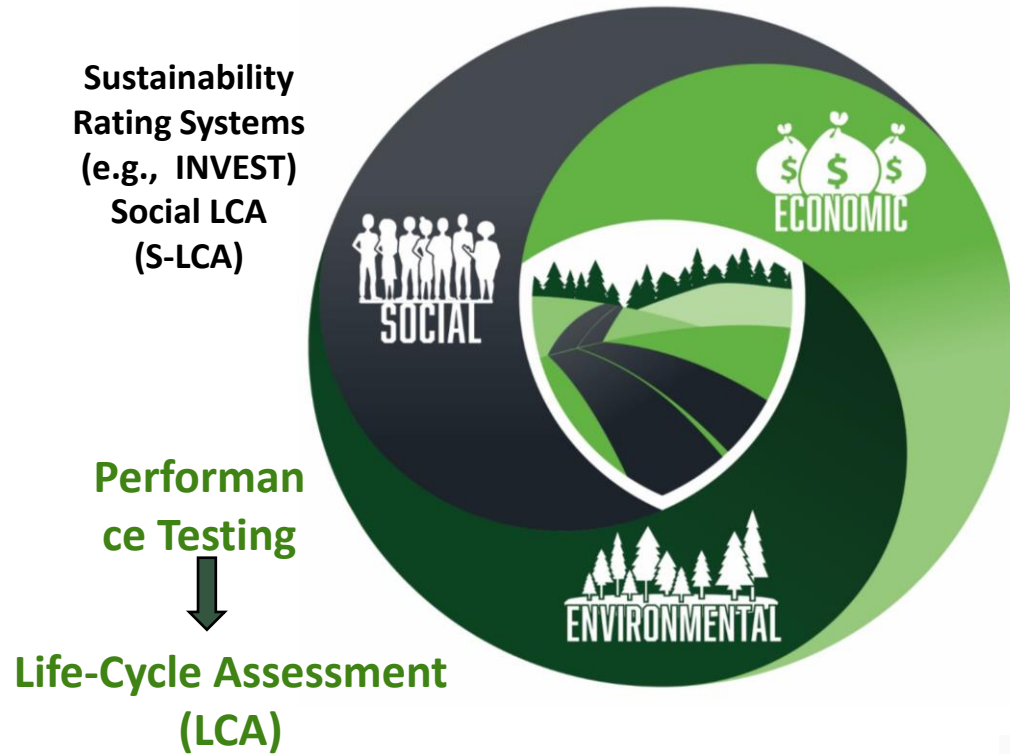 Sustainability
Rating Systems
(e.g., INVEST)
Social LCA
(S-LCA)
$ $ $
ECONOMIC
SOCIAL
Performan
ce Testing
ENVIRONMENTAL
Life-Cycle Assessment
(LCA)